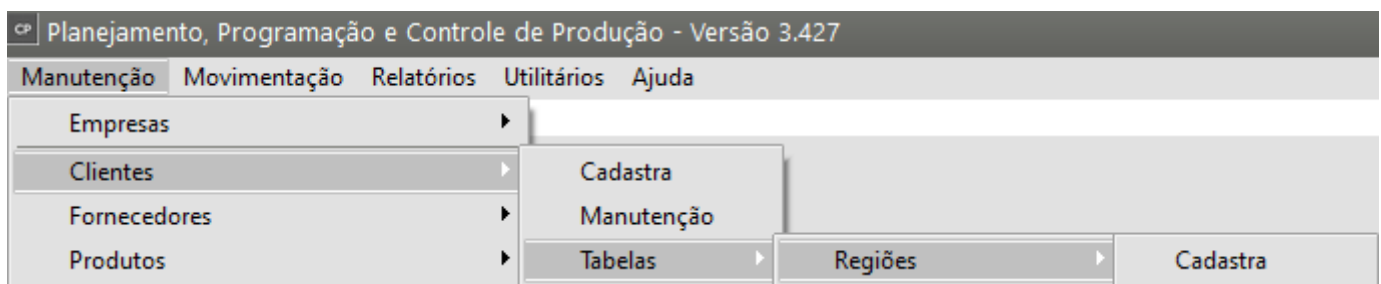 CP Planejamento, Programação e Controle de Produção - Versão 3.427
Manutenção Movimentação Relatórios Utilitários Ajuda
Empresas
Clientes Cadastra
Fornecedores Manutenção
Produtos Tabelas Regiões Cadastra